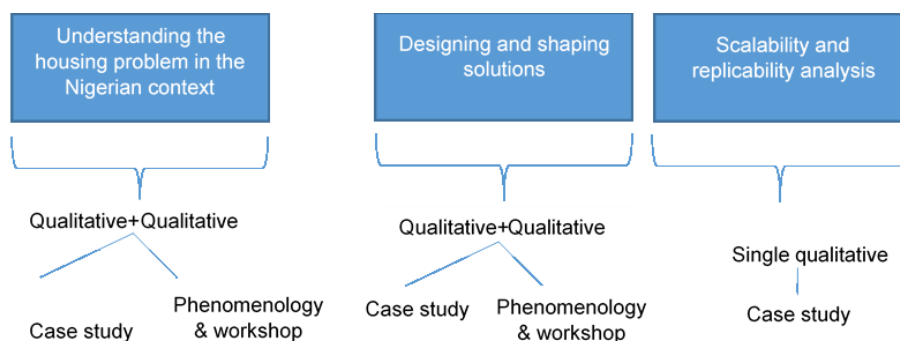 Understanding the
housing problem in the
Nigerian context
Designing and shaping
solutions
Scalability and
replicability analysis
Qualitative+Qualitative
Case study
Phenomenology
& workshop
Qualitative+Qualitative
Case study
Phenomenology
& workshop
Single qualitative
Case study